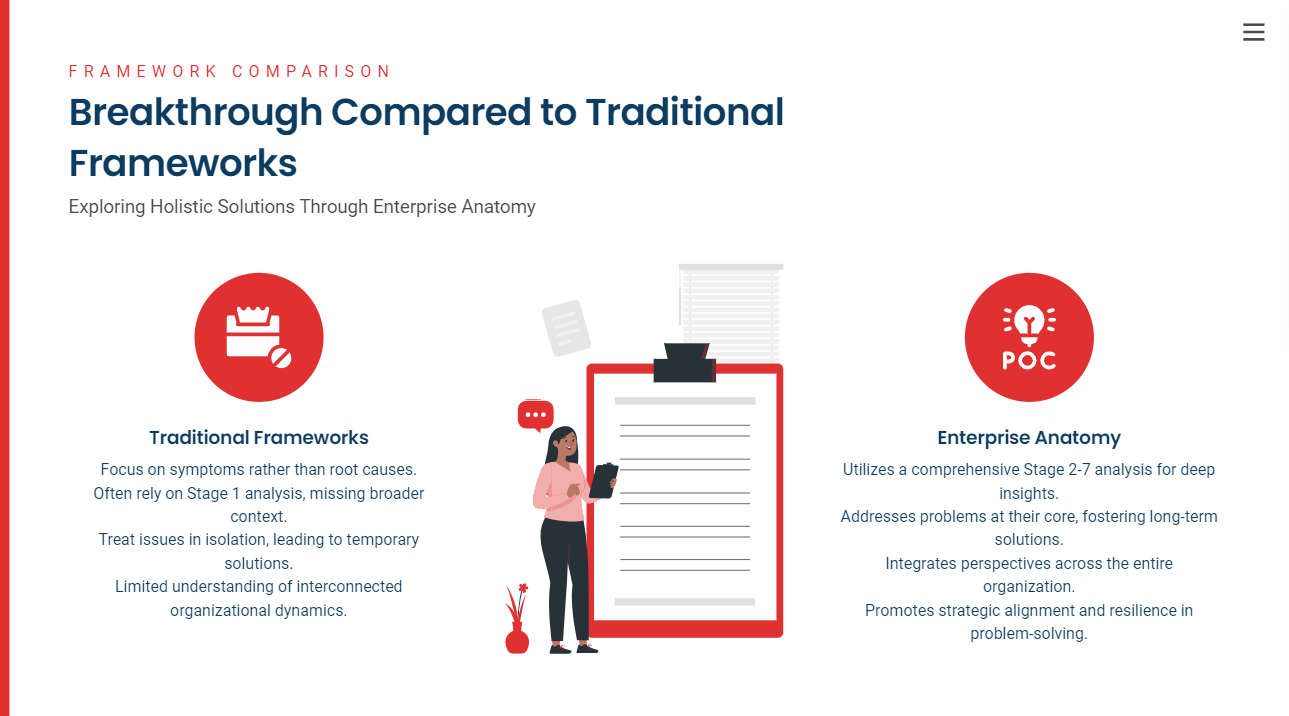 FRAMEWORK COMPARISON
Breakthrough Compared to Traditional
Frameworks
Exploring Holistic Solutions Through Enterprise Anatomy
Traditional Frameworks
Focus on symptoms rather than root causes.
Often rely on Stage 1 analysis, missing broader
context.
Treat issues in isolation, leading to temporary
solutions.
Limited understanding of interconnected
organizational dynamics.
POC
Enterprise Anatomy
Utilizes a comprehensive Stage 2-7 analysis for deep
insights.
Addresses problems at their core, fostering long-term
solutions.
Integrates perspectives across the entire
organization.
Promotes strategic alignment and resilience in
problem-solving.